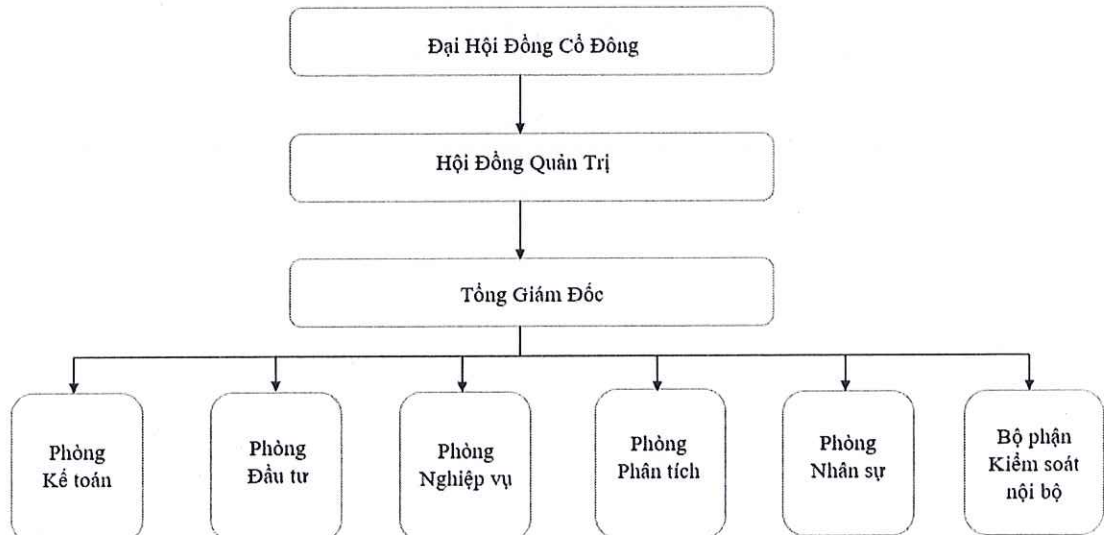 Đại Hội Đồng Cổ Đông
Hội Đồng Quản Trị
Tổng Giám Đốc
Phòng
Kế toán
Phòng
Đầu tư
Phòng
Nghiệp vụ
Phòng
Phân tích
Phòng
Nhân sự
Bộ phận
Kiểm soát
nội bộ